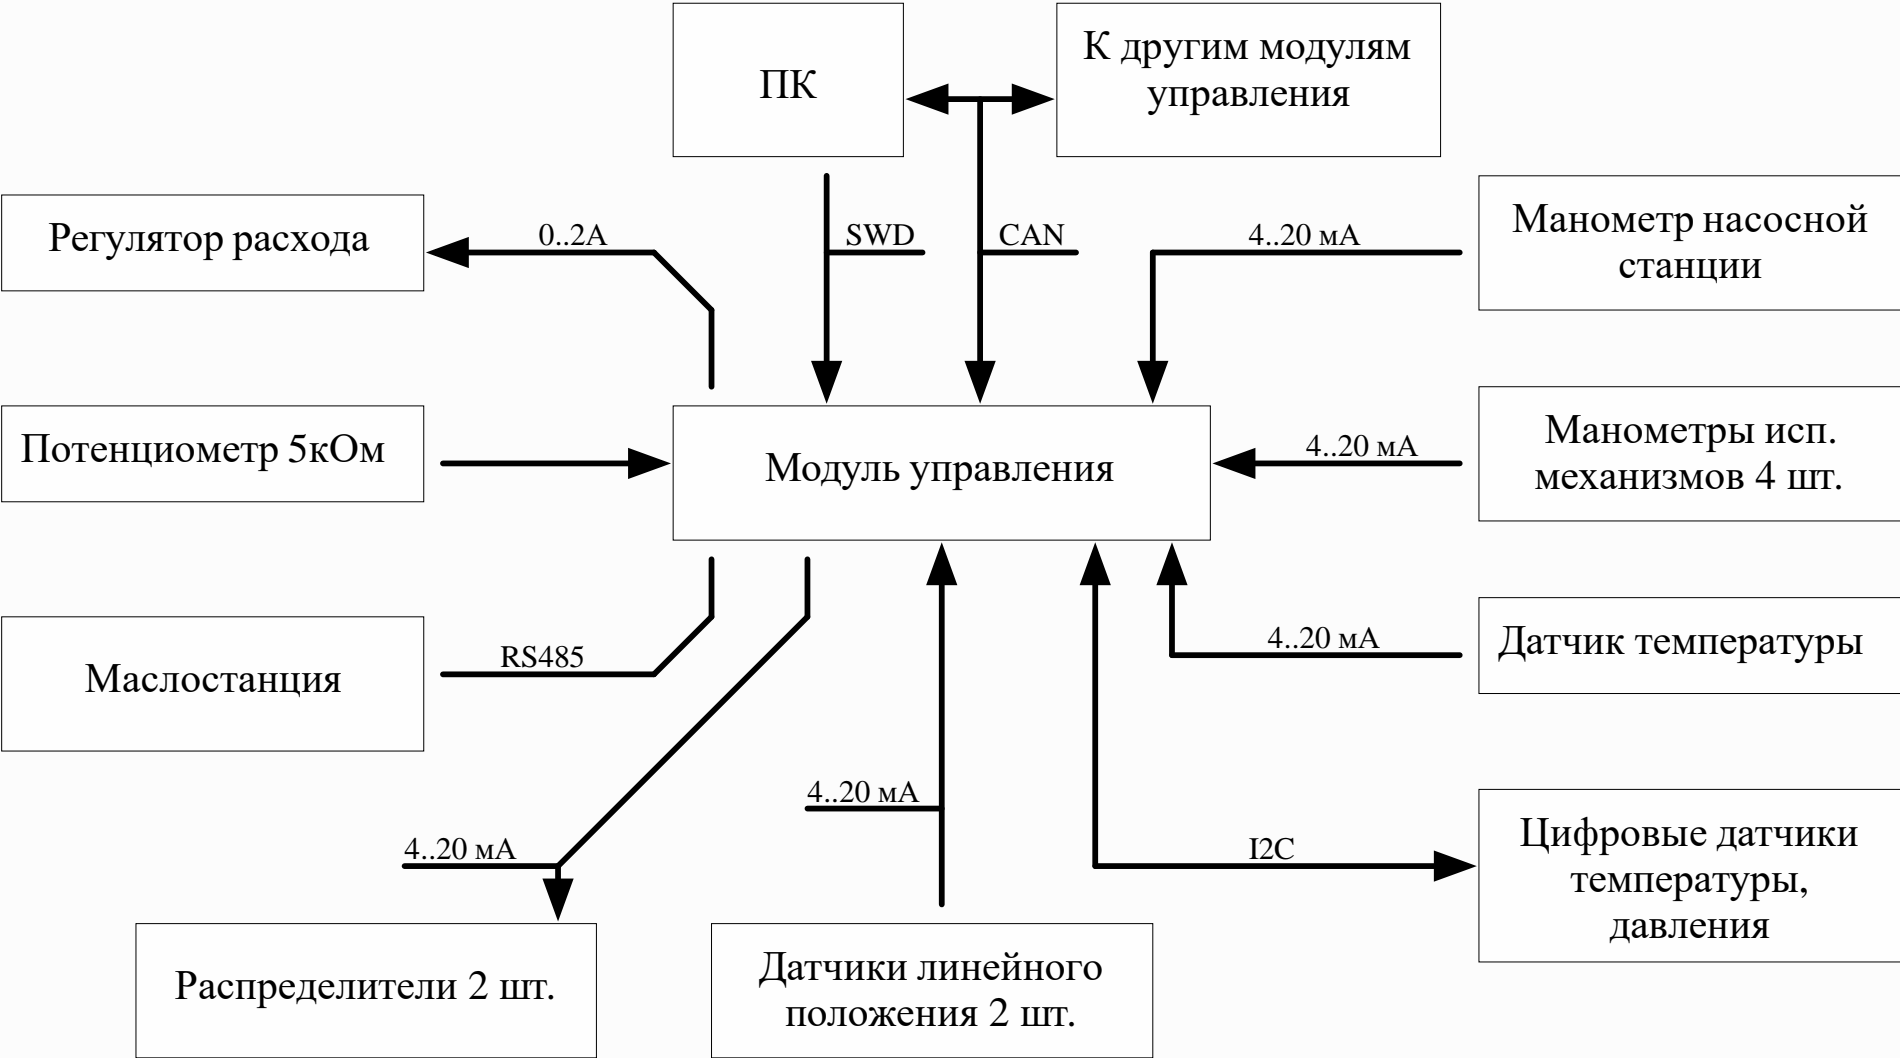 ПК
К другим модулям
управления
Регулятор расхода
0..2А
SWD
CAN
4..20 мА
Манометр насосной
станции
Потенциометр 5кОм
Модуль управления
4..20 мА
Манометры исп.
механизмов 4 шт.
Маслостанция
RS485
4..20 мА
Датчик температуры
4..20 мА
4..20 мА
I2C
Цифровые датчики
температуры,
давления
Распределители 2 шт.
Датчики линейного
положения 2 шт.